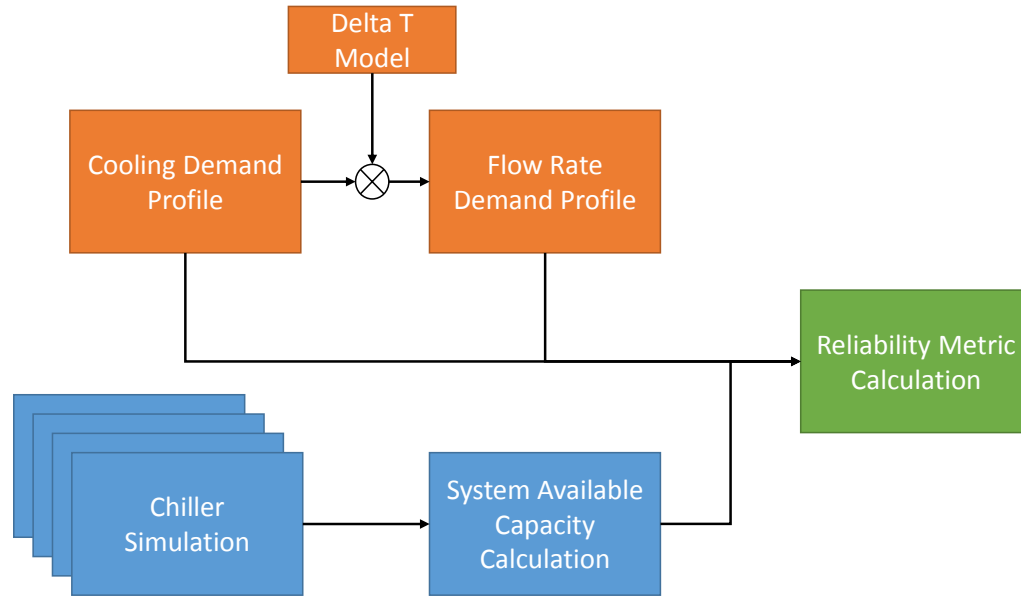 Delta T
Model
Cooling Demand
Profile
Flow Rate
Demand Profile
Reliability Metric
Calculation
Chiller
Simulation
System Available
Capacity
Calculation